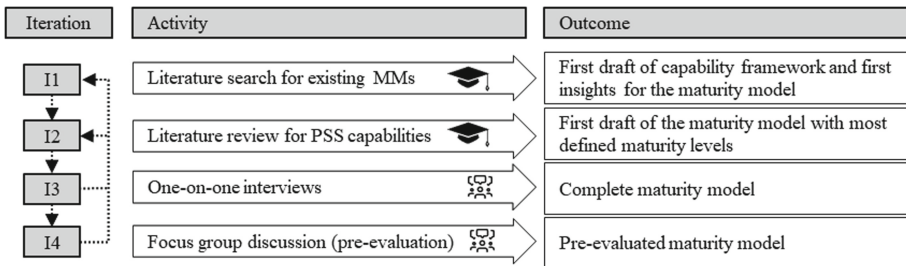 Iteration
Activity
Outcome
I1
Literature search for existing MMs
First draft of capability framework and first
insights for the maturity model
I2
Literature review for PSS capabilities
First draft of the maturity model with most
defined maturity levels
I3
One-on-one interviews
Complete maturity model
I4
Focus group discussion (pre-evaluation)
Pre-evaluated maturity model